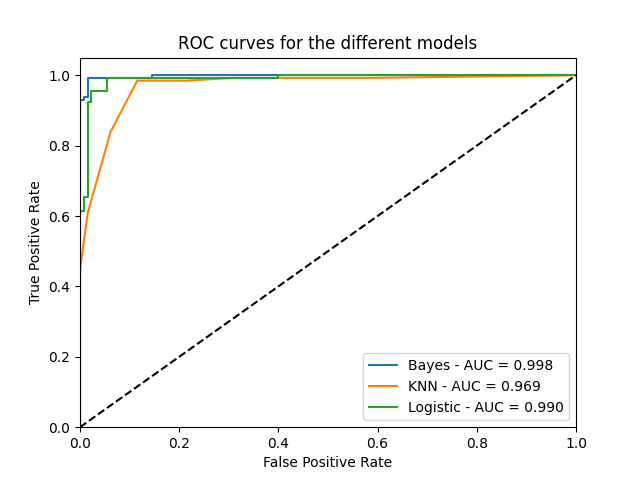 ROC curves for the different models
True Positive Rate
1.0
0.8
0.6
0.4
0.2
0.0
Bayes - AUC = 0.998
KNN - AUC = 0.969
Logistic - AUC = 0.990
0.0 0.2 0.4 0.6 0.8 1.0
False Positive Rate